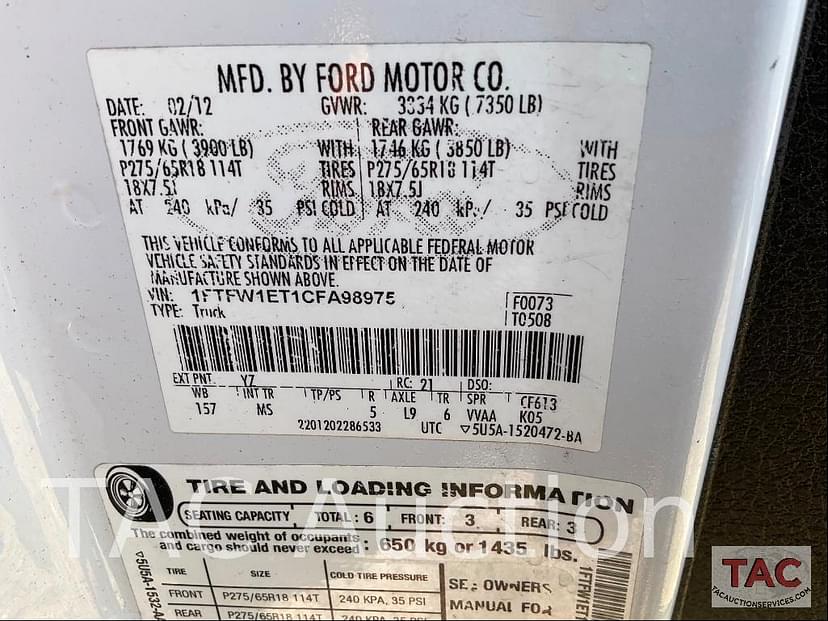 MFD. BY FORD MOTOR CO.
DATE: 02/12 GVWR: 3334 KG ( 7350 LB)
FRONT GAWR: REAR GAWR:
1769 KG ( 3900 LB) WITH 1746 KG ( 3850 LB) WITH
P275/65R18 114T TIRES P275/65R18 114T TIRES
18X7.5J RIMS 18X7.5J RIMS
AT 240 kPa/ 35 PSI COLD AT 240 kPa/ 35 PSI COLD
THIS VEHICLE CONFORMS TO ALL APPLICABLE FEDERAL MOTOR
VEHICLE SAFETY STANDARDS IN EFFECT ON THE DATE OF
MANUFACTURE SHOWN ABOVE.
VIN: 1FTFW1ET1CFA98975 F0073
TYPE: Truck T0508
EXT PNT: YZ RC: 21 DSO:
WB INT TR TP/PS R AXLE TR SPR CF613
157 MS 5 L9 6 VVAA K05
2201202286533 UTC ▽5U5A-1520472-BA
TIRE AND LOADING INFORMATION
SEATING CAPACITY TOTAL: 6 FRONT: 3 REAR: 3
The combined weight of occupants
and cargo should never exceed: 650 kg or 1435 lbs.
TIRE SIZE COLD TIRE PRESSURE SEE OWNERS
FRONT P275/65R18 114T 240 KPA, 35 PSI MANUAL FOR
REAR P275/65R18 114T 240 KPA, 35 PSI
▽5U5A-1532-A
1FTFW1ET
TAC Auction
TAC
TACAUCTIONSERVICES.COM